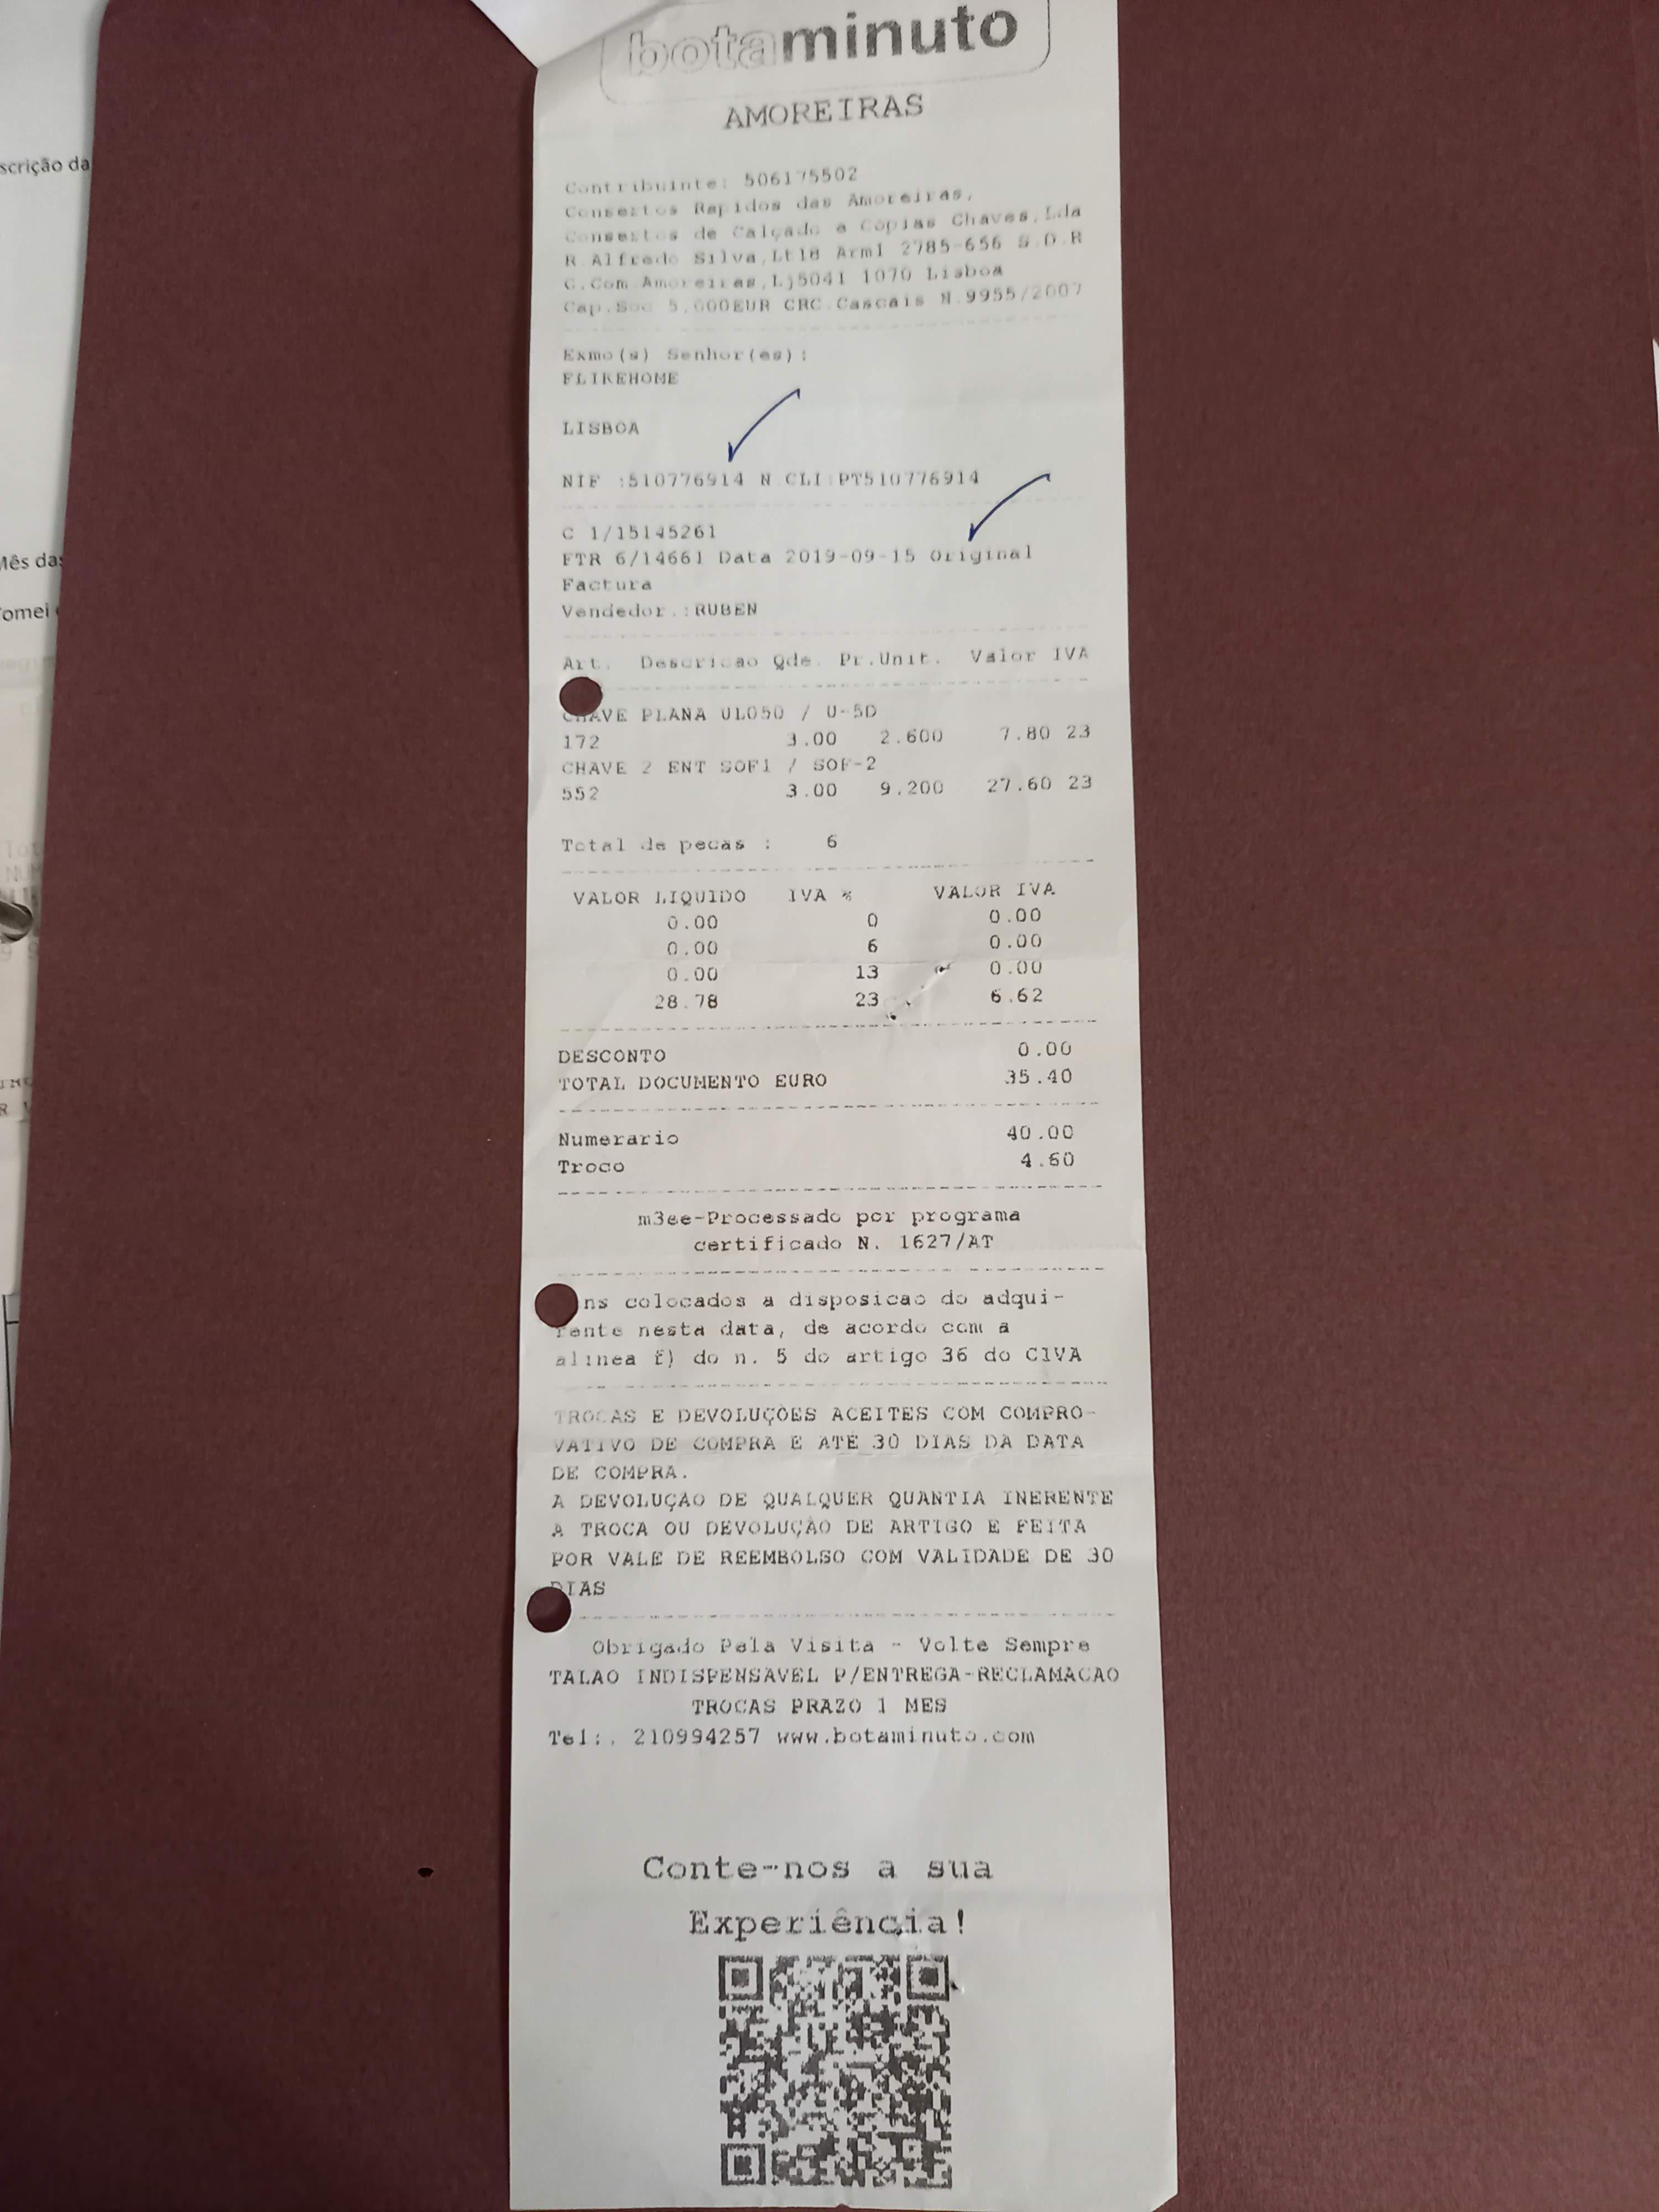 botaminuto
AMOREIRAS
Contribuinte: 506175502
Consertos Rapidos das Amoreiras,
Consertos de Calçado e Copias Chaves,Lda
R.Alfredo Silva,Lt18 Arm1 2785-656 S.D.R
C.Com.Amoreiras,Lj5041 1070 Lisboa
Cap.Soc 5,000EUR CRC.Cascais N.9955/2007
Exmo(s) Senhor(es):
FLIKEHOME
LISBOA
NIF :510776914 N.CLI:PT510776914
C 1/15145261
FTR 6/14661 Data 2019-09-15 Original
Factura
Vendedor.:RUBEN
Art. Descricao Qde. Pr.Unit. Valor IVA
CHAVE PLANA UL050 / U-5D
172 3.00 2.600 7.80 23
CHAVE 2 ENT SOF1 / SOF-2
552 3.00 9.200 27.60 23
Total de pecas : 6
VALOR LIQUIDO IVA % VALOR IVA
0.00 0 0.00
0.00 6 0.00
0.00 13 0.00
28.78 23 6.62
DESCONTO 0.00
TOTAL DOCUMENTO EURO 35.40
Numerario 40.00
Troco 4.60
m3ee-Processado por programa
certificado N. 1627/AT
ns colocados a disposicao do adqui-
rente nesta data, de acordo com a
alinea f) do n. 5 do artigo 36 do CIVA
TROCAS E DEVOLUÇÕES ACEITES COM COMPRO-
VATIVO DE COMPRA E ATÉ 30 DIAS DA DATA
DE COMPRA.
A DEVOLUÇÃO DE QUALQUER QUANTIA INERENTE
A TROCA OU DEVOLUÇÃO DE ARTIGO E FEITA
POR VALE DE REEMBOLSO COM VALIDADE DE 30
DIAS
Obrigado Pela Visita - Volte Sempre
TALAO INDISPENSAVEL P/ENTREGA-RECLAMACAO
TROCAS PRAZO 1 MES
Tel:. 210994257 www.botaminuto.com
Conte-nos a sua
Experiência!
scrição da
Mês das